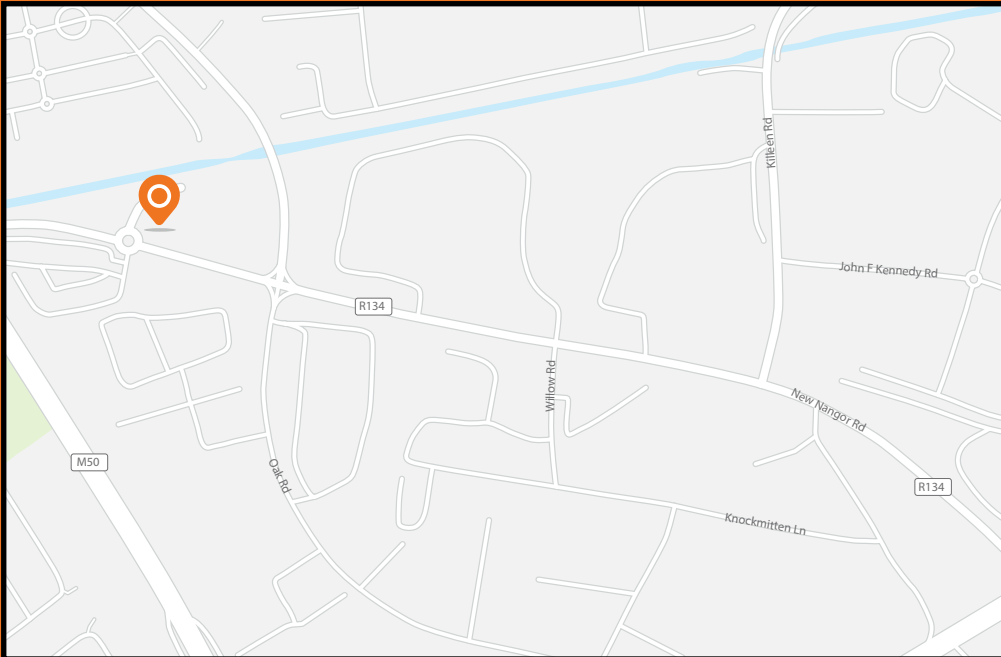 Killeen Rd
John F Kennedy Rd
R134
Willow Rd
New Nangor Rd
M50
Oak Rd
R134
Knockmitten Ln